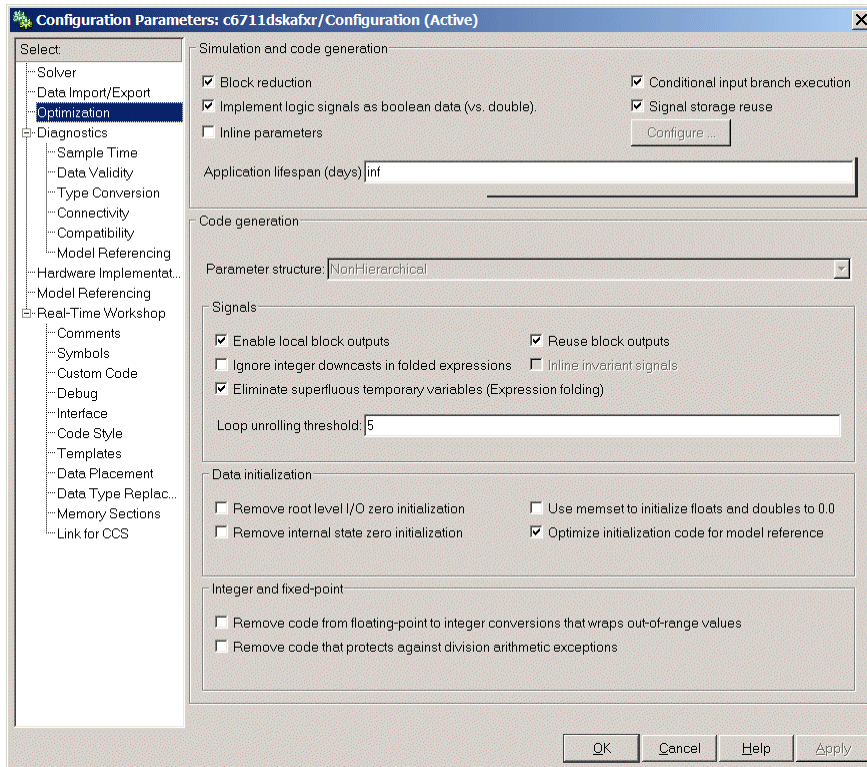 Configuration Parameters: c6711dskafxr/Configuration (Active)
Select:
Solver
Data Import/Export
Optimization
Diagnostics
Sample Time
Data Validity
Type Conversion
Connectivity
Compatibility
Model Referencing
Hardware Implementat...
Model Referencing
Real-Time Workshop
Comments
Symbols
Custom Code
Debug
Interface
Code Style
Templates
Data Placement
Data Type Replac...
Memory Sections
Link for CCS
Simulation and code generation
Block reduction
Conditional input branch execution
Implement logic signals as boolean data (vs. double).
Signal storage reuse
Inline parameters
Configure ...
Application lifespan (days) inf
Code generation
Parameter structure: NonHierarchical
Signals
Enable local block outputs
Reuse block outputs
Ignore integer downcasts in folded expressions
Inline invariant signals
Eliminate superfluous temporary variables (Expression folding)
Loop unrolling threshold: 5
Data initialization
Remove root level I/O zero initialization
Use memset to initialize floats and doubles to 0.0
Remove internal state zero initialization
Optimize initialization code for model reference
Integer and fixed-point
Remove code from floating-point to integer conversions that wraps out-of-range values
Remove code that protects against division arithmetic exceptions
OK
Cancel
Help
Apply